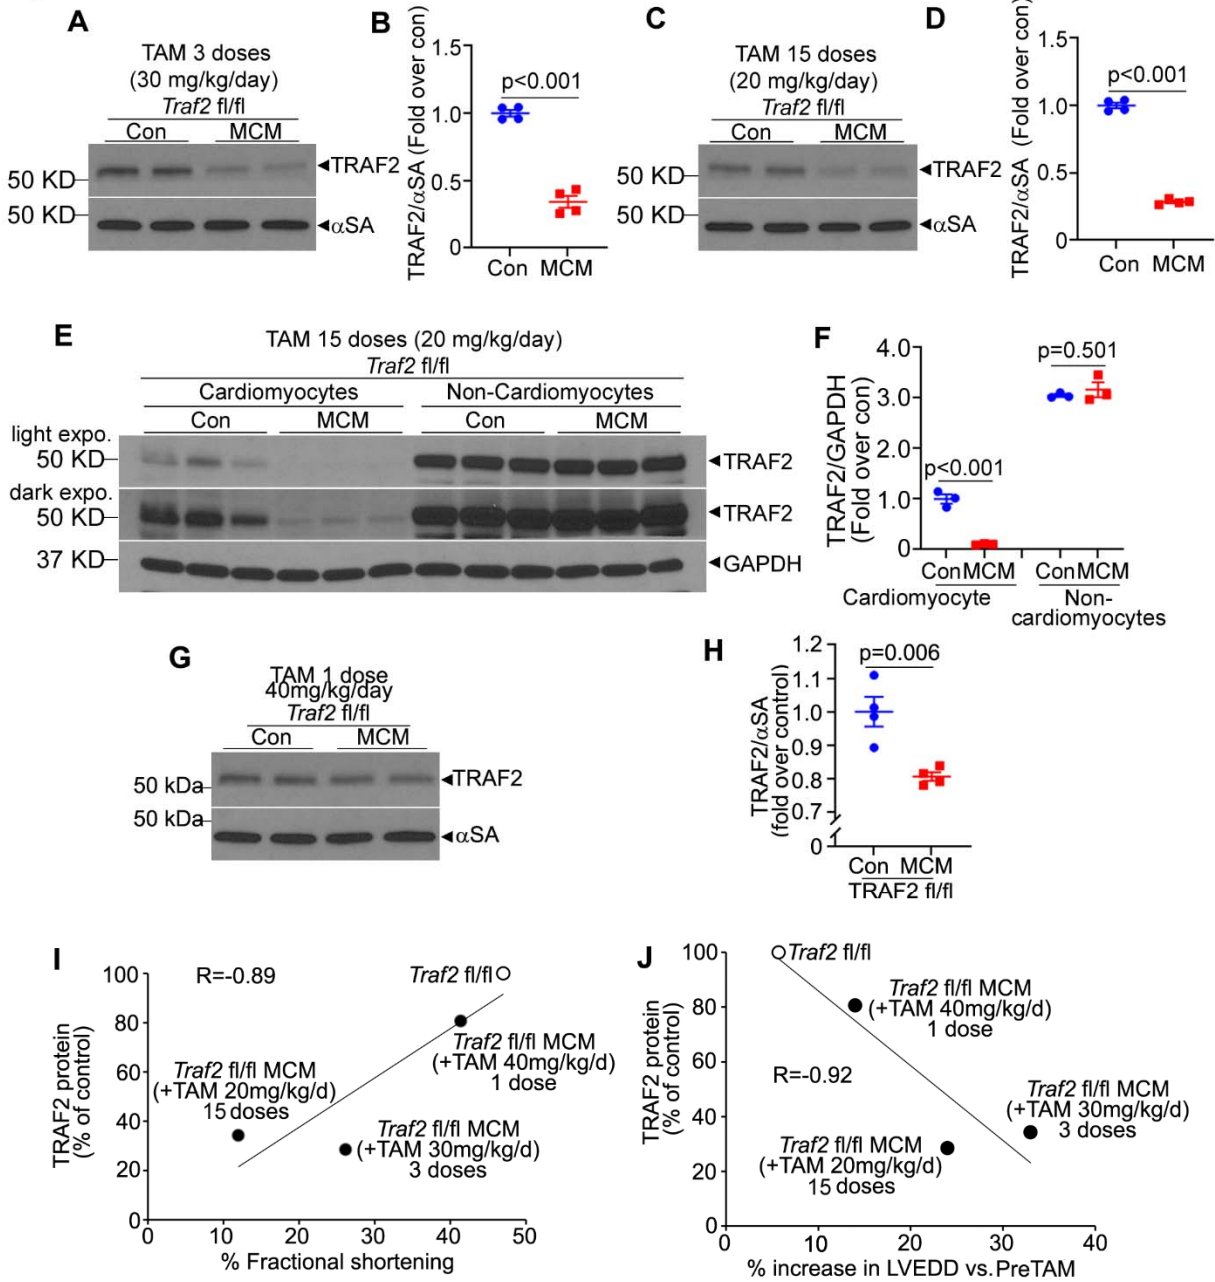 A
TAM 3 doses
(30 mg/kg/day)
Traf2 fl/fl
Con MCM
50 KD
50 KD
◄TRAF2
◄αSA
B
TRAF2/αSA (Fold over con)
1.5
1.0
0.5
0
p<0.001
Con MCM
C
TAM 15 doses
(20 mg/kg/day)
Traf2 fl/fl
Con MCM
50 KD
50 KD
◄TRAF2
◄αSA
D
TRAF2/αSA (Fold over con)
1.5
1.0
0.5
0
p<0.001
Con MCM
E
TAM 15 doses (20 mg/kg/day)
Traf2 fl/fl
Cardiomyocytes Non-Cardiomyocytes
Con MCM Con MCM
light expo.
50 KD
◄TRAF2
dark expo.
50 KD
◄TRAF2
37 KD
◄GAPDH
F
TRAF2/GAPDH
(Fold over con)
4.0
3.0
2.0
1.0
0
p<0.001
p=0.501
ConMCM ConMCM
Cardiomyocyte Non-
cardiomyocytes
G
TAM 1 dose
40mg/kg/day
Traf2 fl/fl
Con MCM
50 kDa
50 kDa
◄TRAF2
◄αSA
H
TRAF2/αSA
(fold over control)
1.2
1.1
1.0
0.9
0.8
0.7
0
p=0.006
Con MCM
TRAF2 fl/fl
I
TRAF2 protein
(% of control)
100
80
60
40
20
0
R=-0.89
Traf2 fl/fl
Traf2 fl/fl MCM
(+TAM 40mg/kg/d)
1 dose
Traf2 fl/fl MCM
(+TAM 20mg/kg/d)
15 doses
Traf2 fl/fl MCM
(+TAM 30mg/kg/d)
3 doses
0 10 20 30 40 50
% Fractional shortening
J
TRAF2 protein
(% of control)
100
80
60
40
20
0
Traf2 fl/fl
Traf2 fl/fl MCM
(+TAM 40mg/kg/d)
1 dose
R=-0.92
Traf2 fl/fl MCM
(+TAM 30mg/kg/d)
3 doses
Traf2 fl/fl MCM
(+TAM 20mg/kg/d)
15 doses
0 10 20 30 40
% increase in LVEDD vs.PreTAM